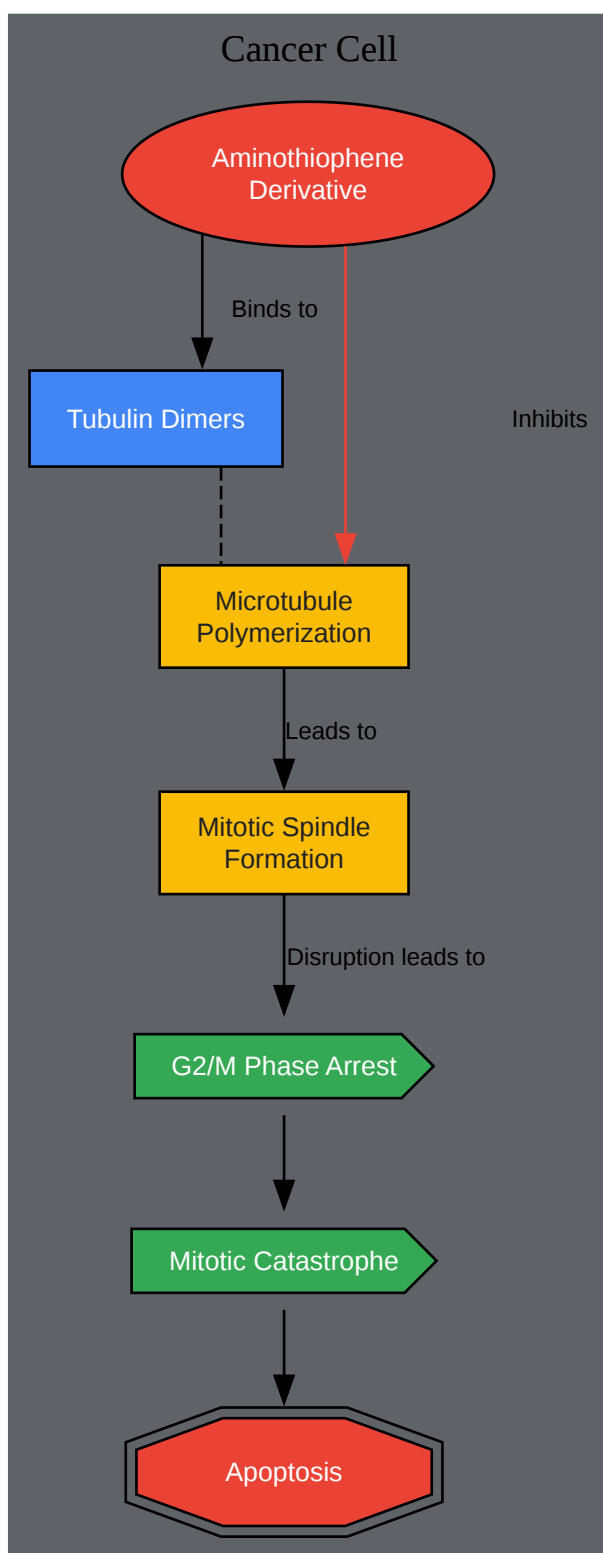 Cancer Cell
Aminothiophene
Derivative
Binds to
Tubulin Dimers
Inhibits
Microtubule
Polymerization
Leads to
Mitotic Spindle
Formation
Disruption leads to
G2/M Phase Arrest
Mitotic Catastrophe
Apoptosis